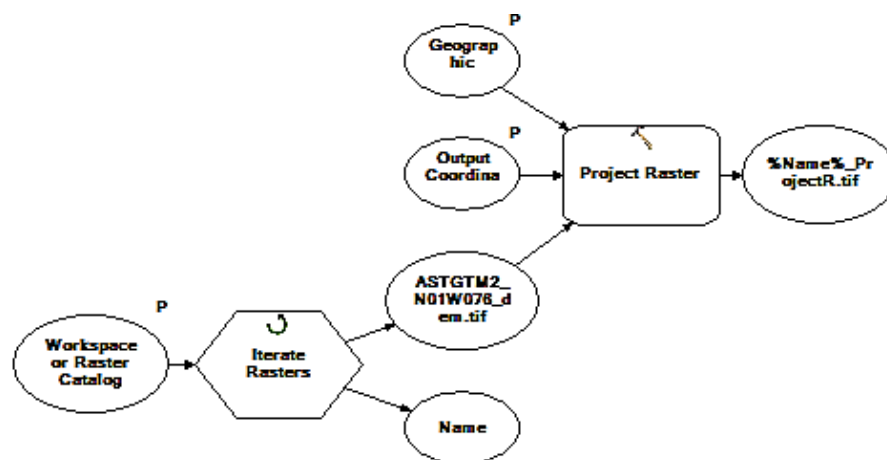 P
Geograp
hic
P
Output
Coordina
Project Raster
%Name%_Pr
ojectR.tif
ASTGTM2_
N01W076_d
em.tif
P
Workspace
or Raster
Catalog
Iterate
Rasters
Name